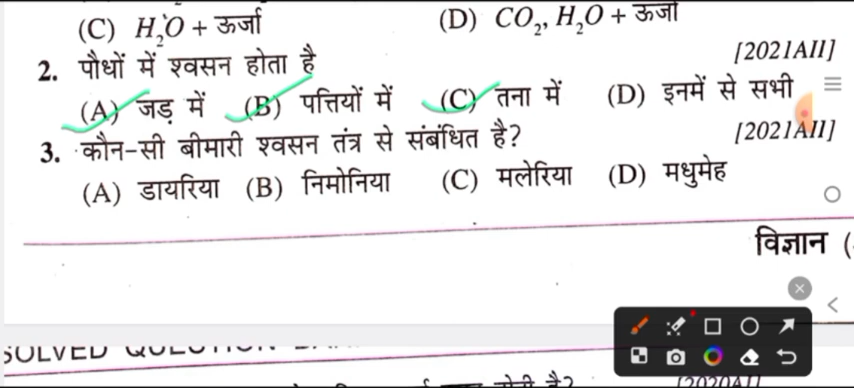 (C) H₂O + ऊर्जा (D) CO₂, H₂O + ऊर्जा
2. पौधों में श्वसन होता है [2021AII]
(A) जड़ में (B) पत्तियों में (C) तना में (D) इनमें से सभी
3. कौन-सी बीमारी श्वसन तंत्र से संबंधित है? [2021AII]
(A) डायरिया (B) निमोनिया (C) मलेरिया (D) मधुमेह
विज्ञान (
SOLVED